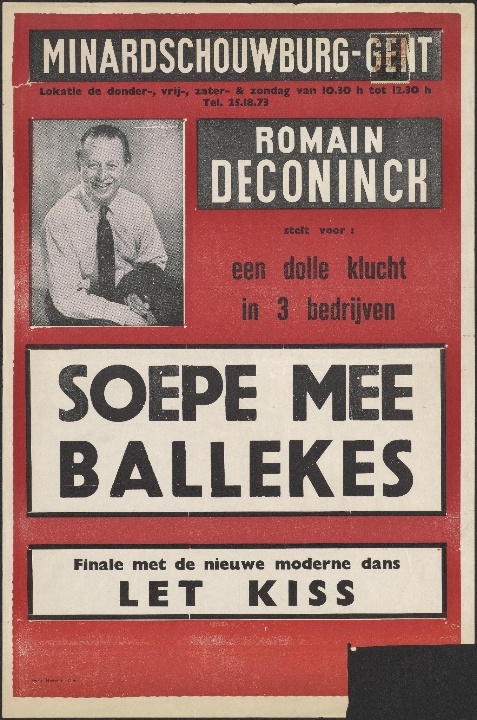 MINARDSCHOUWBURG-GENT
Lokatie de donder-, vrij-, zater- & zondag van 10.30 h tot 12.30 h
Tel. 25.18.73
ROMAIN
DECONINCK
stelt voor :
een dolle klucht
in 3 bedrijven
SOEPE MEE
BALLEKES
Finale met de nieuwe moderne dans
LET KISS